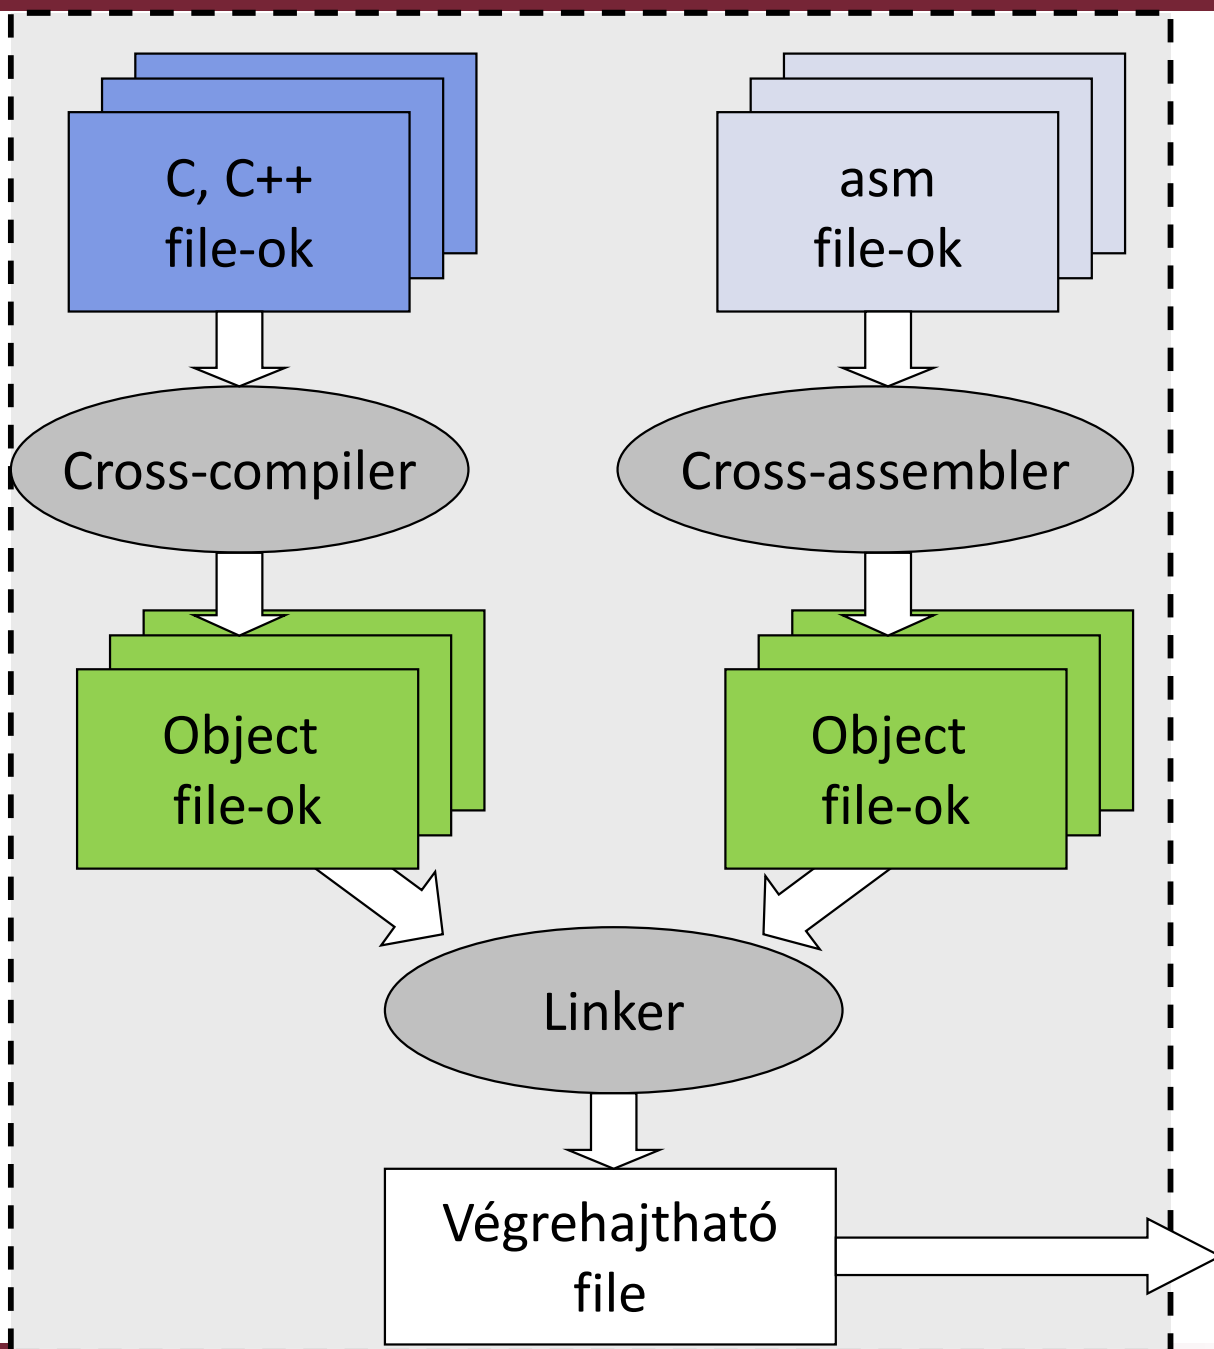 C, C++
file-ok
asm
file-ok
Cross-compiler
Cross-assembler
Object
file-ok
Object
file-ok
Linker
Végrehajtható
file